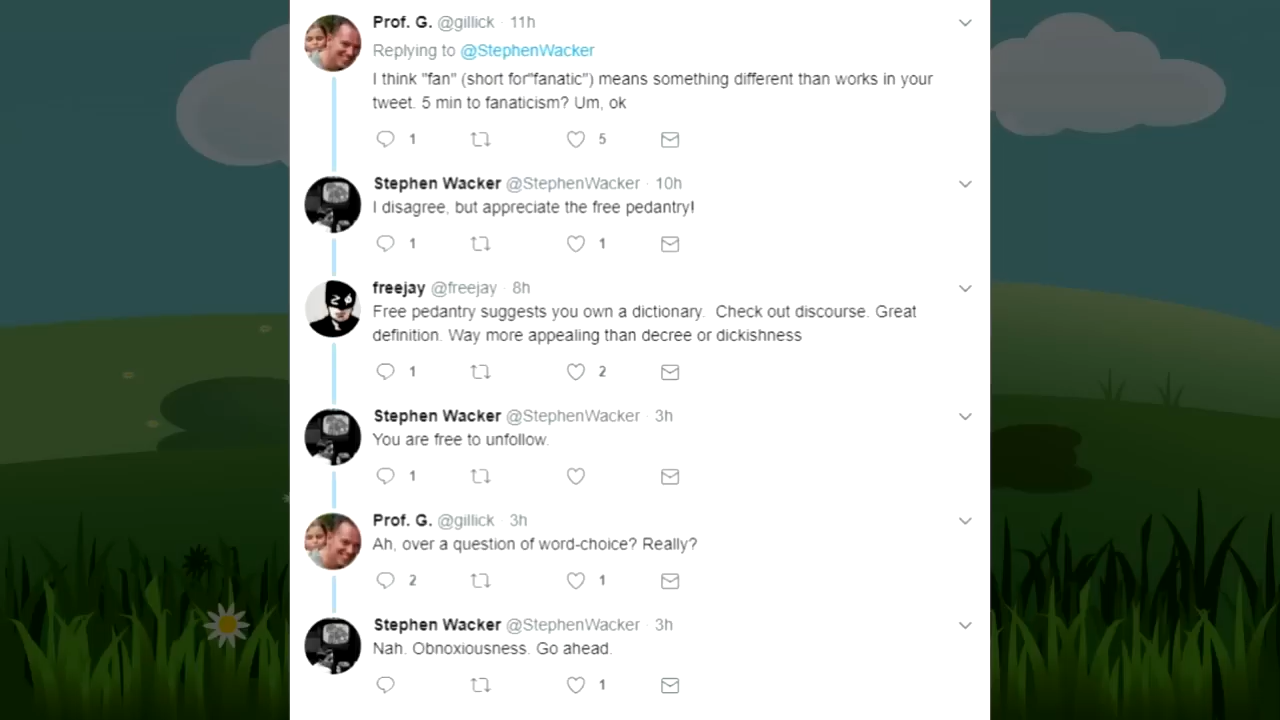 Prof. G. @gillick · 11h
Replying to @StephenWacker
I think "fan" (short for"fanatic") means something different than works in your
tweet. 5 min to fanaticism? Um, ok
1 5
Stephen Wacker @StephenWacker · 10h
I disagree, but appreciate the free pedantry!
1 1
freejay @freejay · 8h
Free pedantry suggests you own a dictionary. Check out discourse. Great
definition. Way more appealing than decree or dickishness
1 2
Stephen Wacker @StephenWacker · 3h
You are free to unfollow.
1
Prof. G. @gillick · 3h
Ah, over a question of word-choice? Really?
2 1
Stephen Wacker @StephenWacker · 3h
Nah. Obnoxiousness. Go ahead.
1